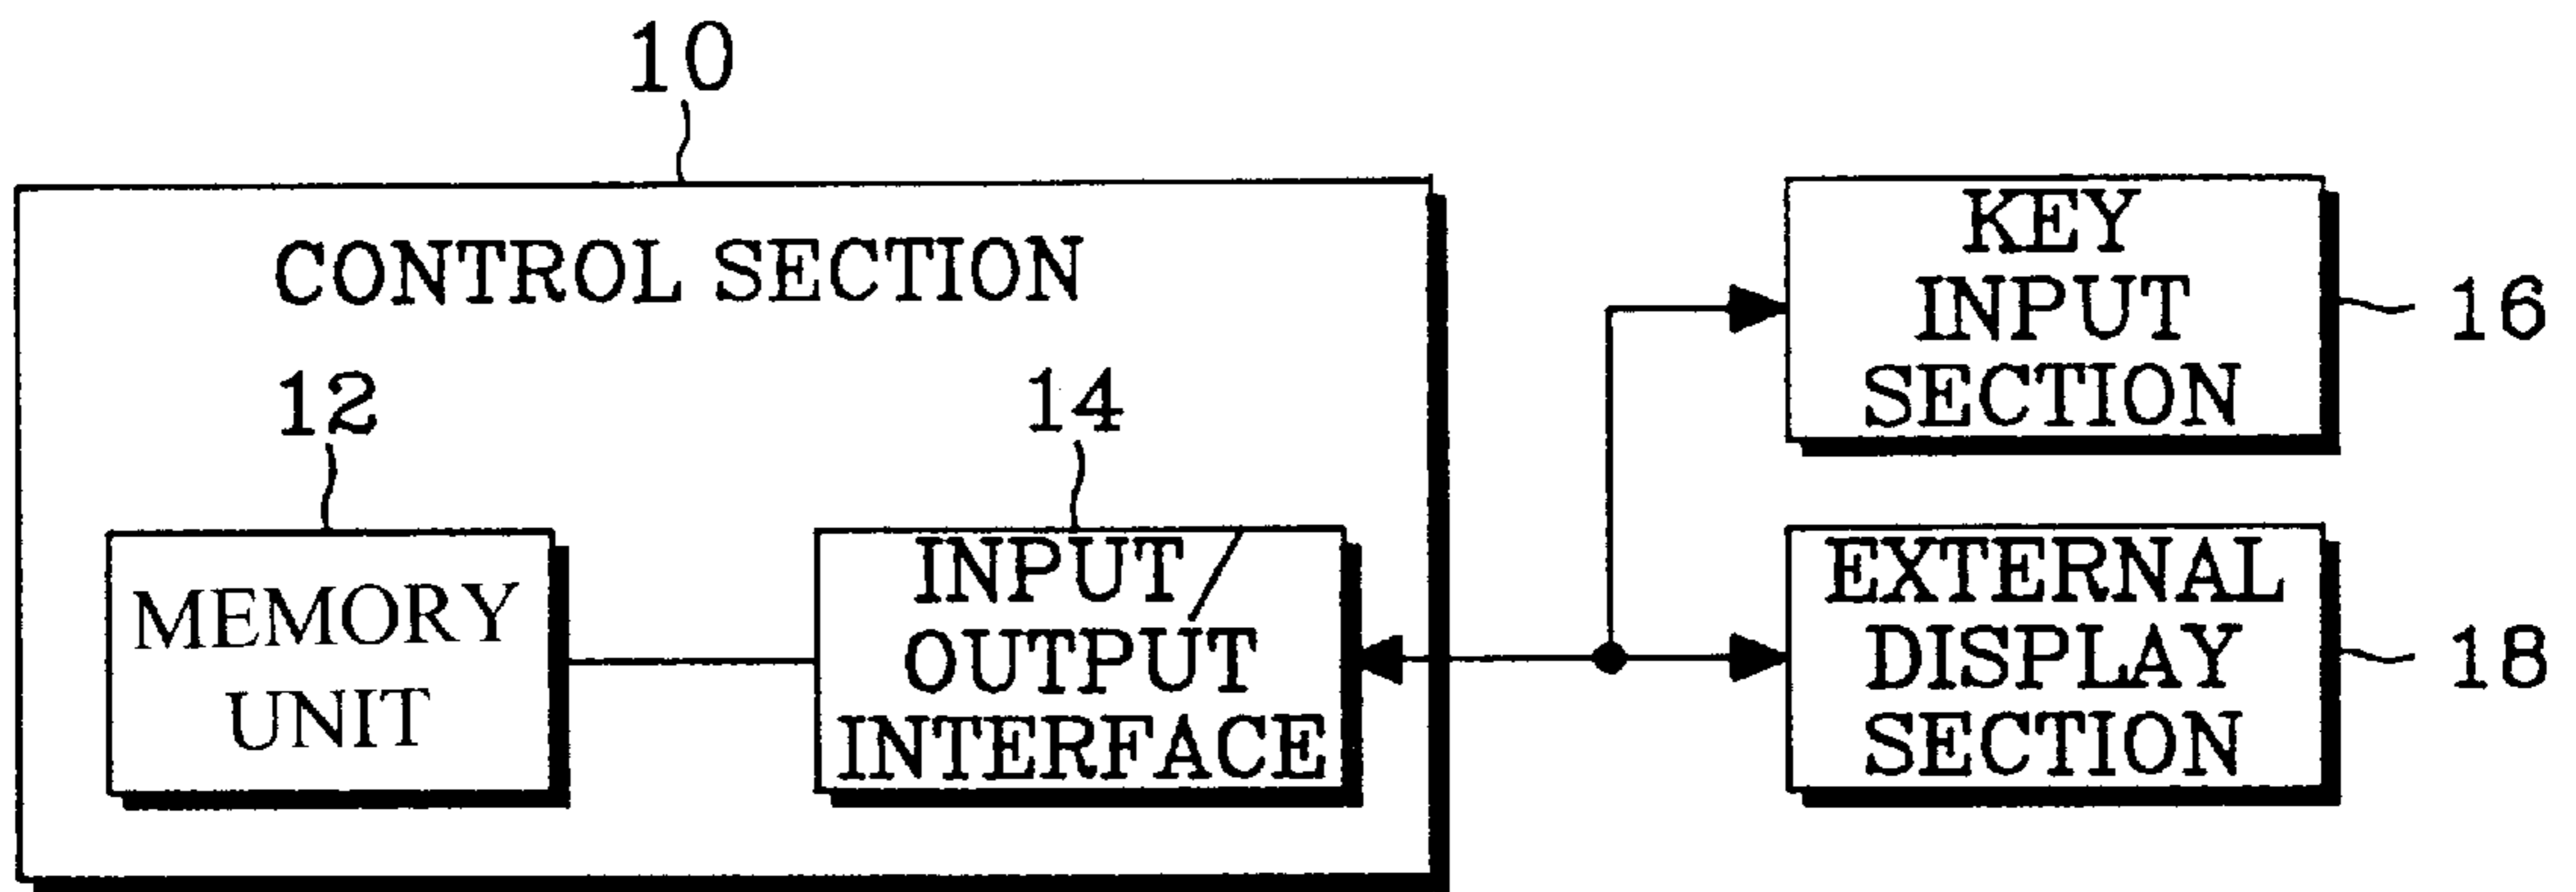 10
CONTROL SECTION
12
MEMORY
UNIT
14
INPUT/
OUTPUT
INTERFACE
KEY
INPUT
SECTION
16
EXTERNAL
DISPLAY
SECTION
18